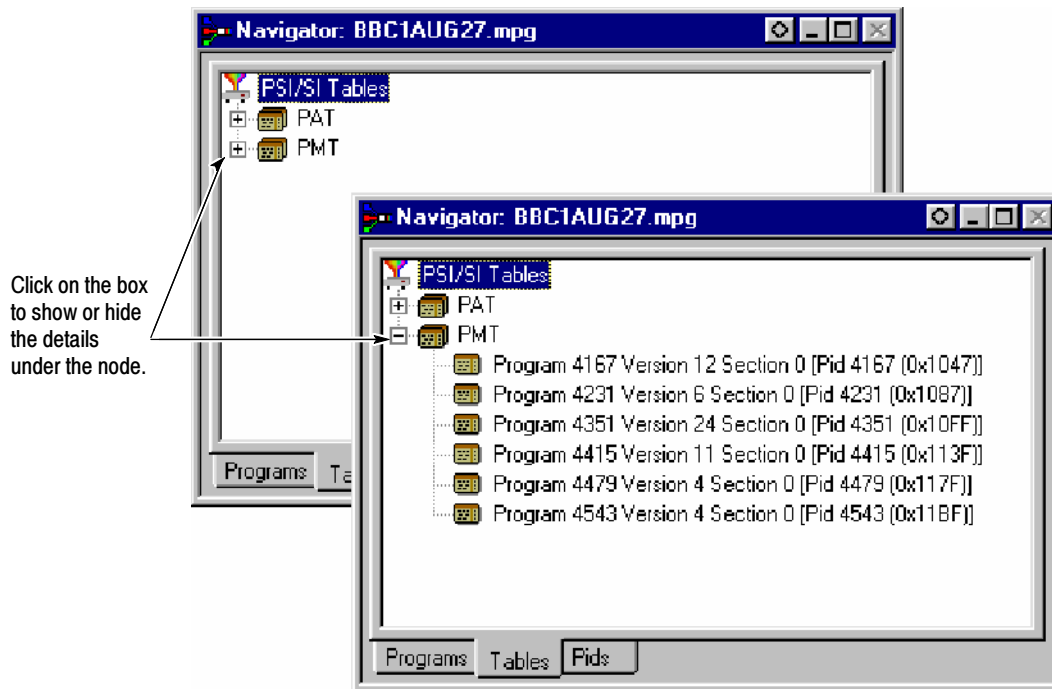 Navigator: BBC1AUG27.mpg
PSI/SI Tables
PAT
PMT
Programs
Click on the box
to show or hide
the details
under the node.
Navigator: BBC1AUG27.mpg
PSI/SI Tables
PAT
PMT
Program 4167 Version 12 Section 0 [Pid 4167 (0x1047)]
Program 4231 Version 6 Section 0 [Pid 4231 (0x1087)]
Program 4351 Version 24 Section 0 [Pid 4351 (0x10FF)]
Program 4415 Version 11 Section 0 [Pid 4415 (0x113F)]
Program 4479 Version 4 Section 0 [Pid 4479 (0x117F)]
Program 4543 Version 4 Section 0 [Pid 4543 (0x11BF)]
Programs Tables Pids